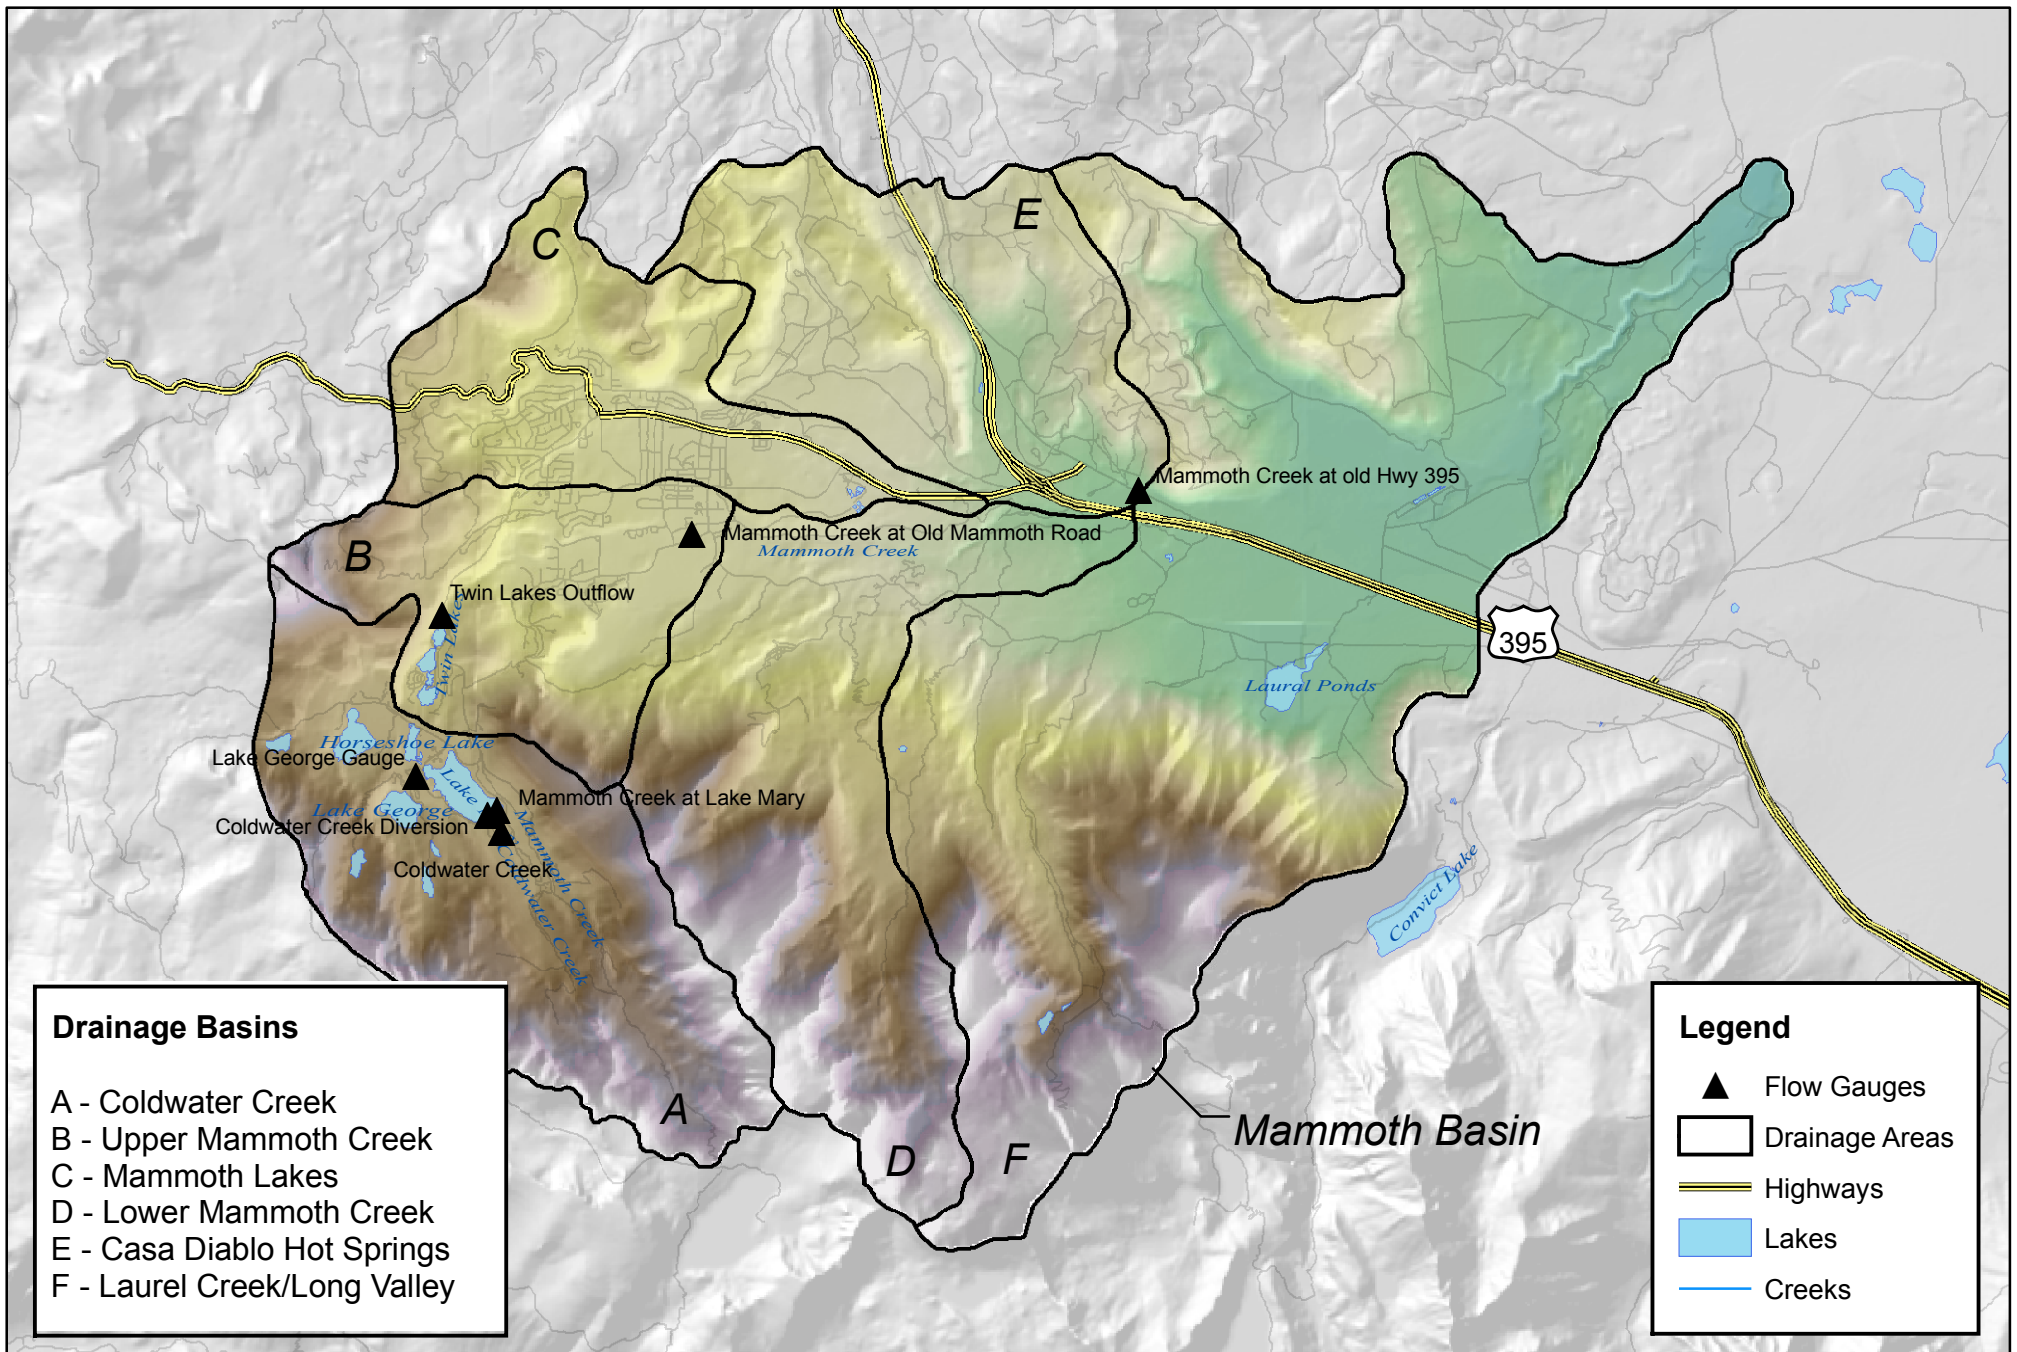 C
E
Mammoth Creek at old Hwy 395
Mammoth Creek at Old Mammoth Road
Mammoth Creek
B
Twin Lakes Outflow
Twin Lakes
395
Laural Ponds
Horseshoe Lake
Lake George Gauge
Lake
Mammoth Creek at Lake Mary
Lake George
Coldwater Creek Diversion
Coldwater Creek
Mammoth Creek
Coldwater Creek
Convict Lake
A
D
F
Mammoth Basin
Drainage Basins
A - Coldwater Creek
B - Upper Mammoth Creek
C - Mammoth Lakes
D - Lower Mammoth Creek
E - Casa Diablo Hot Springs
F - Laurel Creek/Long Valley
Legend
Flow Gauges
Drainage Areas
Highways
Lakes
Creeks